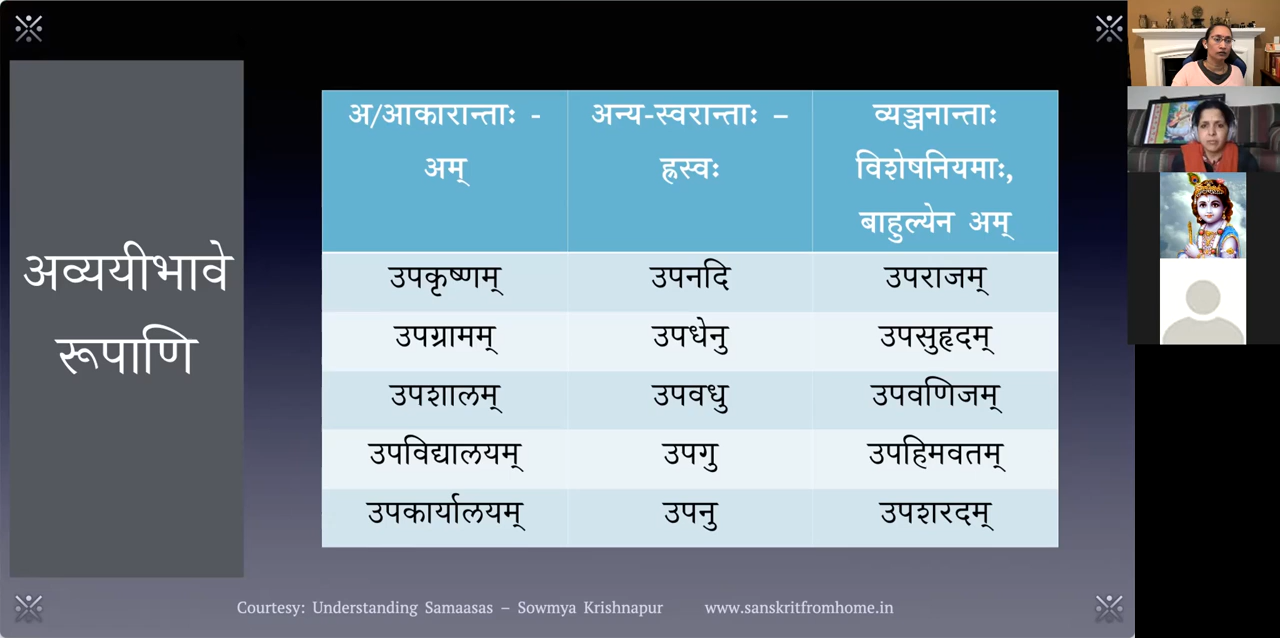 अव्ययीभावे
रूपाणि
अ/आकारान्ताः -
अम्
अन्य-स्वरान्ताः –
ह्रस्वः
व्यञ्जनान्ताः
विशेषनियमाः,
बाहुल्येन अम्
उपकृष्णम् उपनदि उपराजम्
उपग्रामम् उपधेनु उपसुहृदम्
उपशालम् उपवधु उपवणिजम्
उपविद्यालयम् उपगु उपहिमवतम्
उपकार्यालयम् उपनु उपशरदम्
Courtesy: Understanding Samaasas – Sowmya Krishnapur www.sanskritfromhome.in